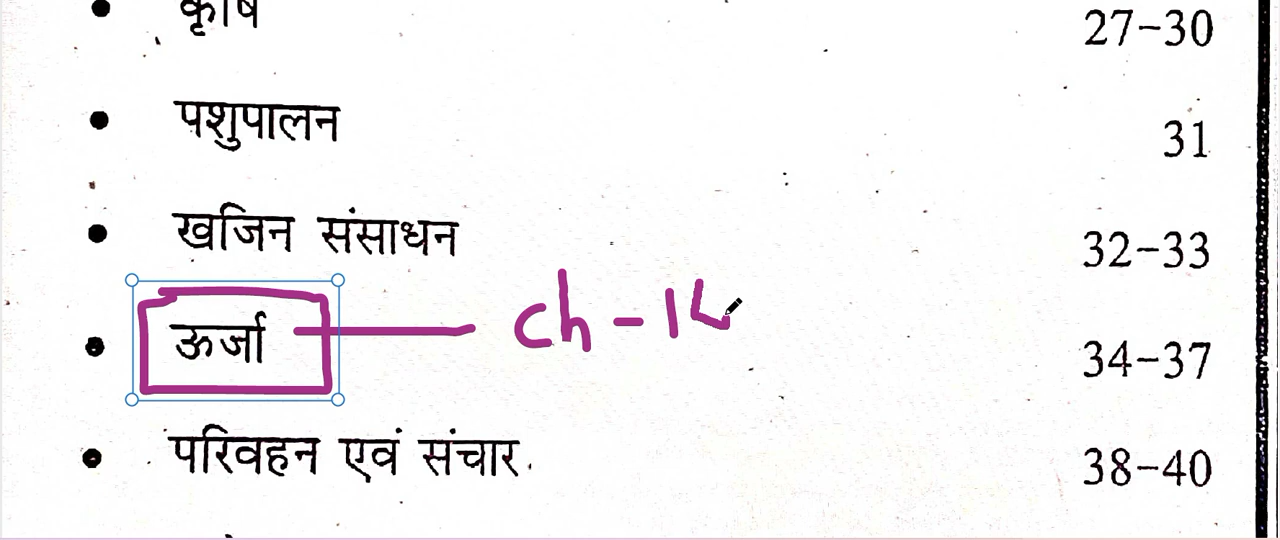 • कृषि 27-30
• पशुपालन 31
• खजिन संसाधन 32-33
• ऊर्जा ch-14 34-37
• परिवहन एवं संचार 38-40